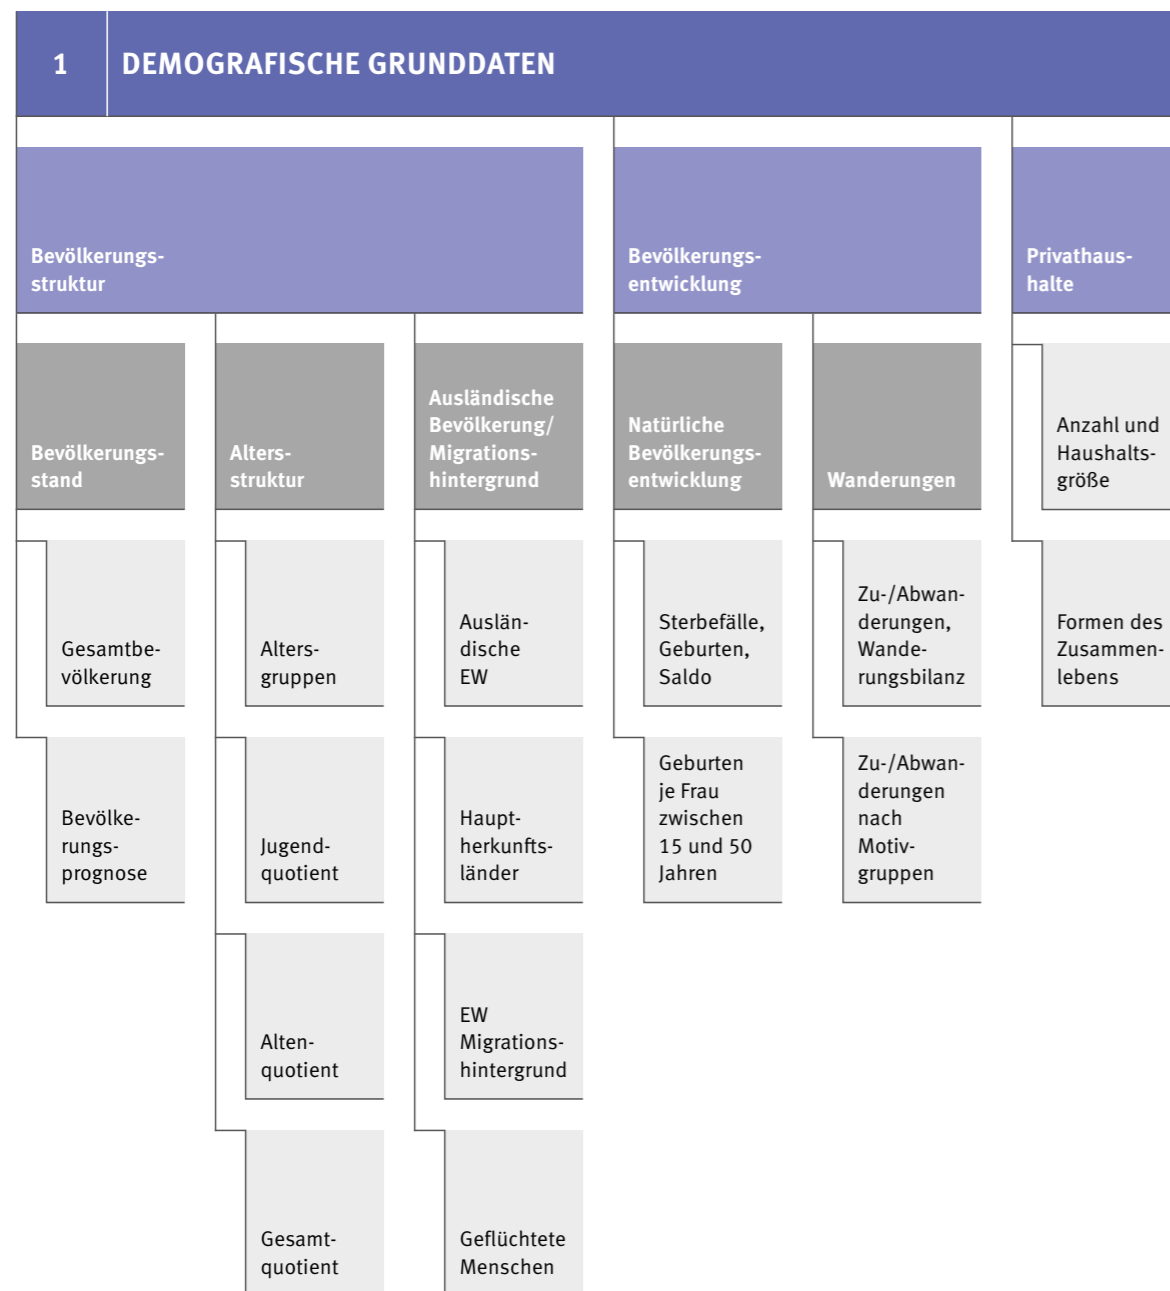 1 DEMOGRAFISCHE GRUNDDATEN
Bevölkerungs-
struktur
Bevölkerungs-
entwicklung
Privathaus-
halte
Bevölkerungs-
stand
Alters-
struktur
Ausländische
Bevölkerung/
Migrations-
hintergrund
Natürliche
Bevölkerungs-
entwicklung
Wanderungen
Anzahl und
Haushalts-
größe
Gesamtbe-
völkerung
Alters-
gruppen
Auslän-
dische
EW
Sterbefälle,
Geburten,
Saldo
Zu-/Abwan-
derungen,
Wande-
rungsbilanz
Formen des
Zusammen-
lebens
Bevölke-
rungs-
prognose
Jugend-
quotient
Haupt-
herkunfts-
länder
Geburten
je Frau
zwischen
15 und 50
Jahren
Zu-/Abwan-
derungen
nach
Motiv-
gruppen
Alten-
quotient
EW
Migrations-
hintergrund
Gesamt-
quotient
Geflüchtete
Menschen